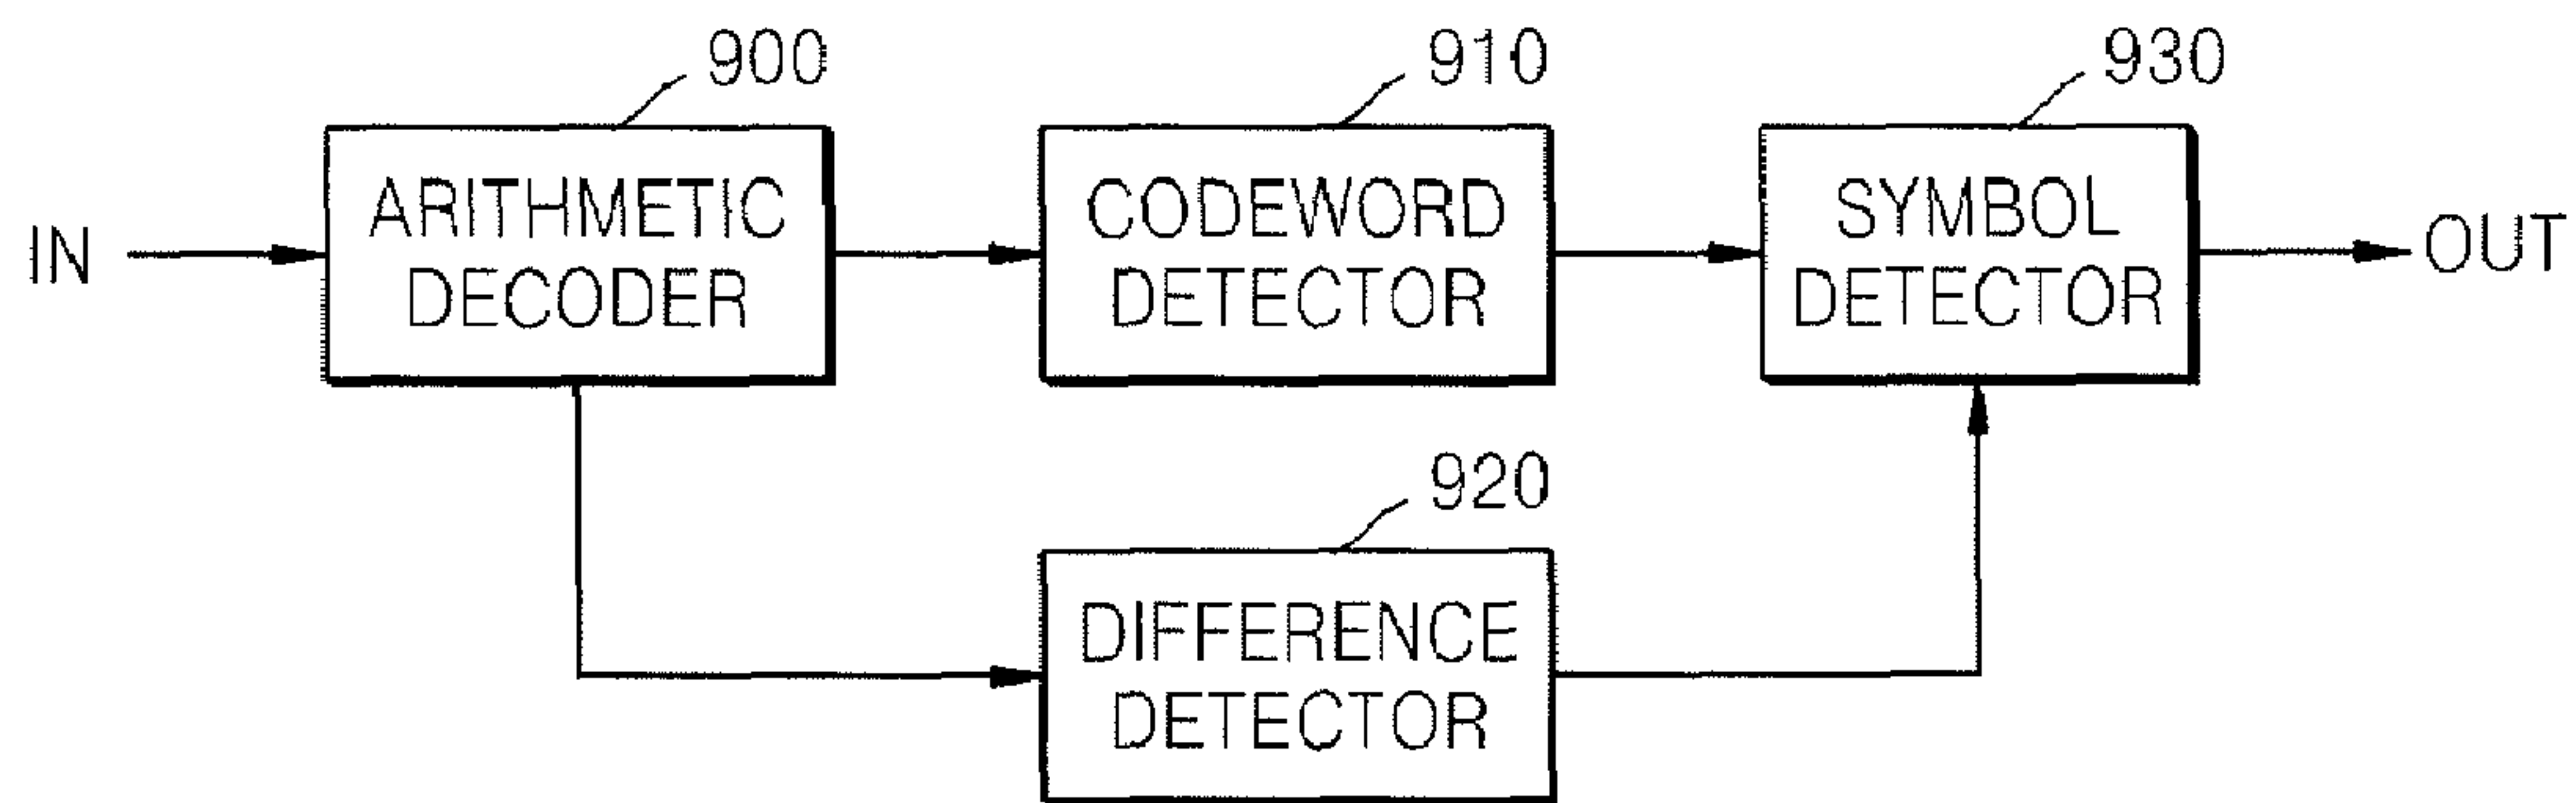 900
910
930
IN
ARITHMETIC
DECODER
CODEWORD
DETECTOR
SYMBOL
DETECTOR
OUT
920
DIFFERENCE
DETECTOR